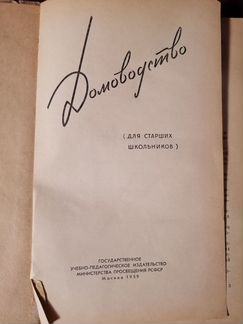 Домоводство
(ДЛЯ СТАРШИХ
ШКОЛЬНИКОВ)
ГОСУДАРСТВЕННОЕ
УЧЕБНО-ПЕДАГОГИЧЕСКОЕ ИЗДАТЕЛЬСТВО
МИНИСТЕРСТВА ПРОСВЕЩЕНИЯ РСФСР
Москва 1959